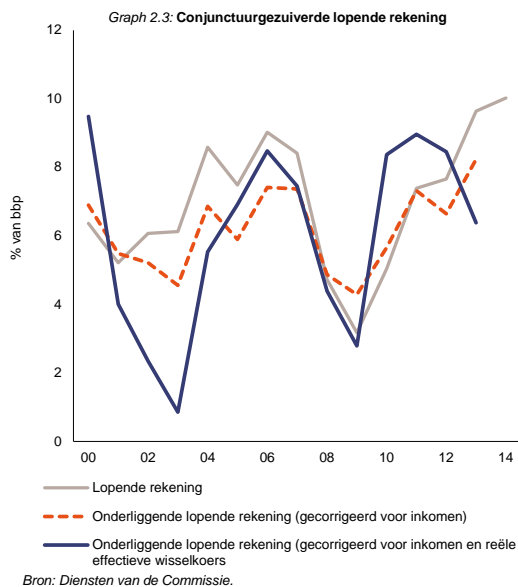 Graph 2.3: Conjunctuurgezuiverde lopende rekening
12
10
8
6
4
2
0
% van bbp
00 02 04 06 08 10 12 14
Lopende rekening
Onderliggende lopende rekening (gecorrigeerd voor inkomen)
Onderliggende lopende rekening (gecorrigeerd voor inkomen en reële
effectieve wisselkoers
Bron: Diensten van de Commissie.